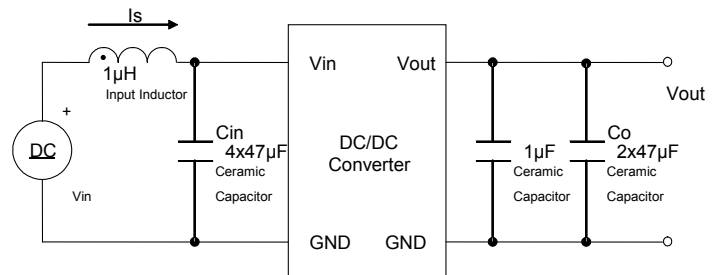 Is
1µH
Input Inductor
+
DC
Vin
Cin
4x47µF
Ceramic
Capacitor
Vin
Vout
DC/DC
Converter
GND
GND
1µF
Ceramic
Capacitor
Co
2x47µF
Ceramic
Capacitor
Vout